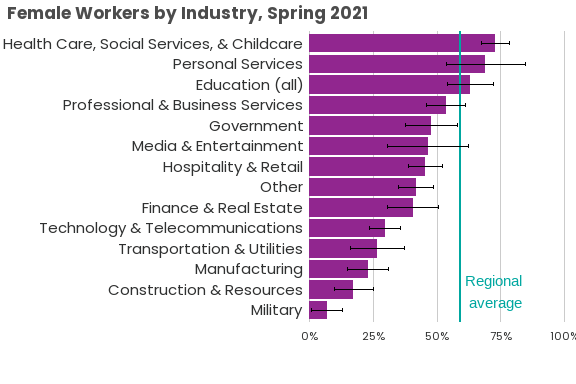 Female Workers by Industry, Spring 2021
Health Care, Social Services, & Childcare
Personal Services
Education (all)
Professional & Business Services
Government
Media & Entertainment
Hospitality & Retail
Other
Finance & Real Estate
Technology & Telecommunications
Transportation & Utilities
Manufacturing
Construction & Resources
Military
Regional
average
0% 25% 50% 75% 100%